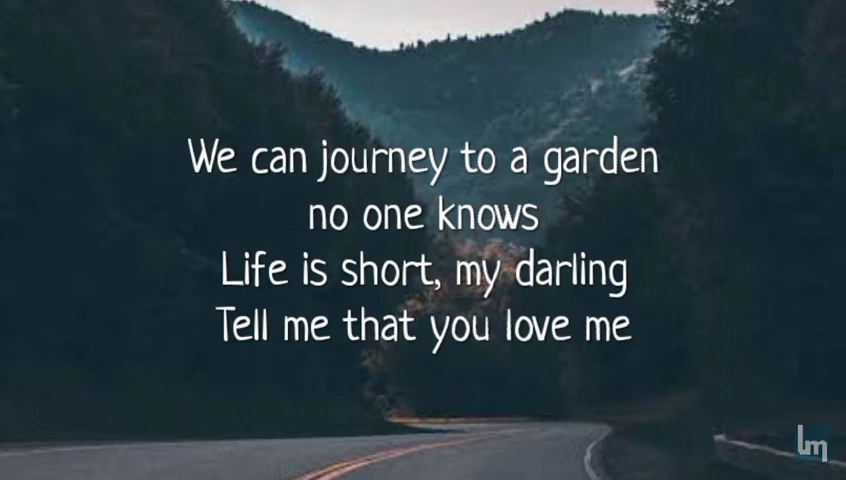 We can journey to a garden
no one knows
Life is short, my darling
Tell me that you love me
lm